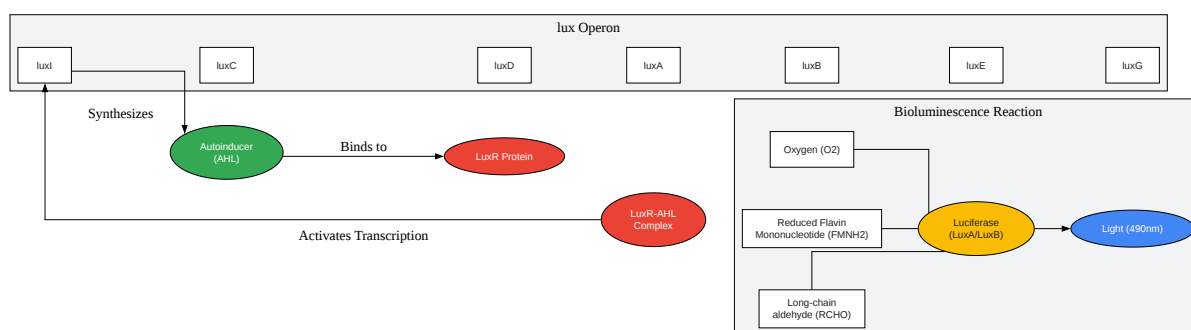 lux Operon
luxI
luxC
luxD
luxA
luxB
luxE
luxG
Synthesizes
Autoinducer
(AHL)
Binds to
LuxR Protein
LuxR-AHL
Complex
Activates Transcription
Bioluminescence Reaction
Oxygen (O2)
Reduced Flavin
Mononucleotide (FMNH2)
Luciferase
(LuxA/LuxB)
Light (490nm)
Long-chain
aldehyde (RCHO)